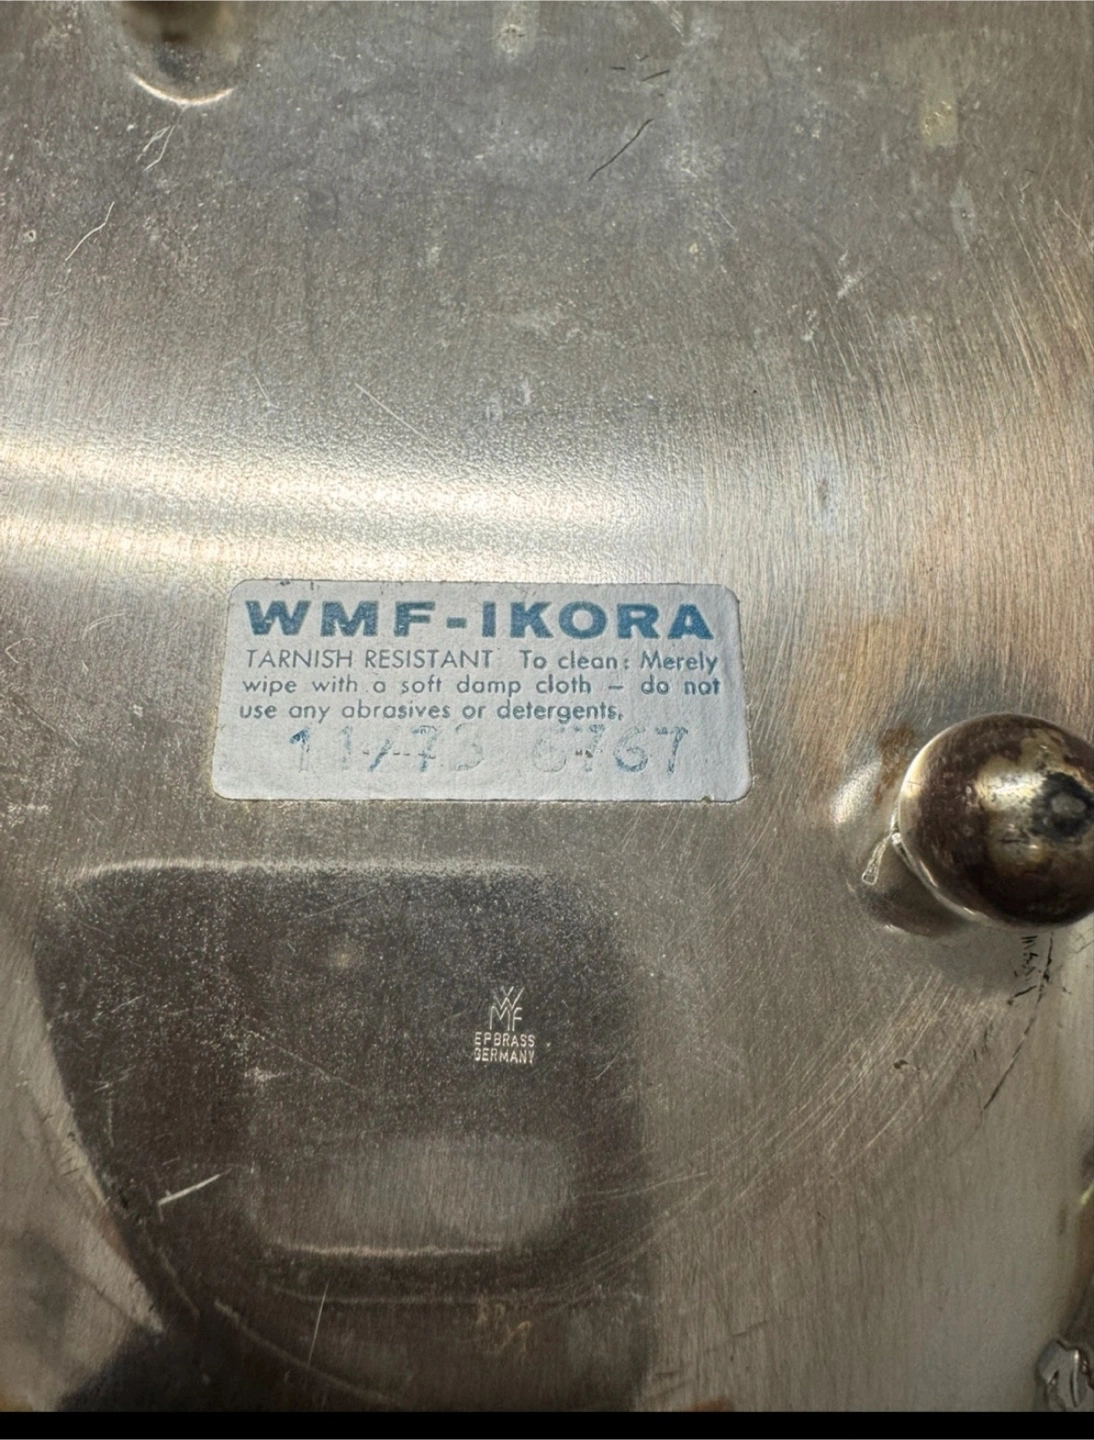 WMF-IKORA
TARNISH RESISTANT To clean: Merely
wipe with a soft damp cloth – do not
use any abrasives or detergents.
WMF
EPBRASS
GERMANY